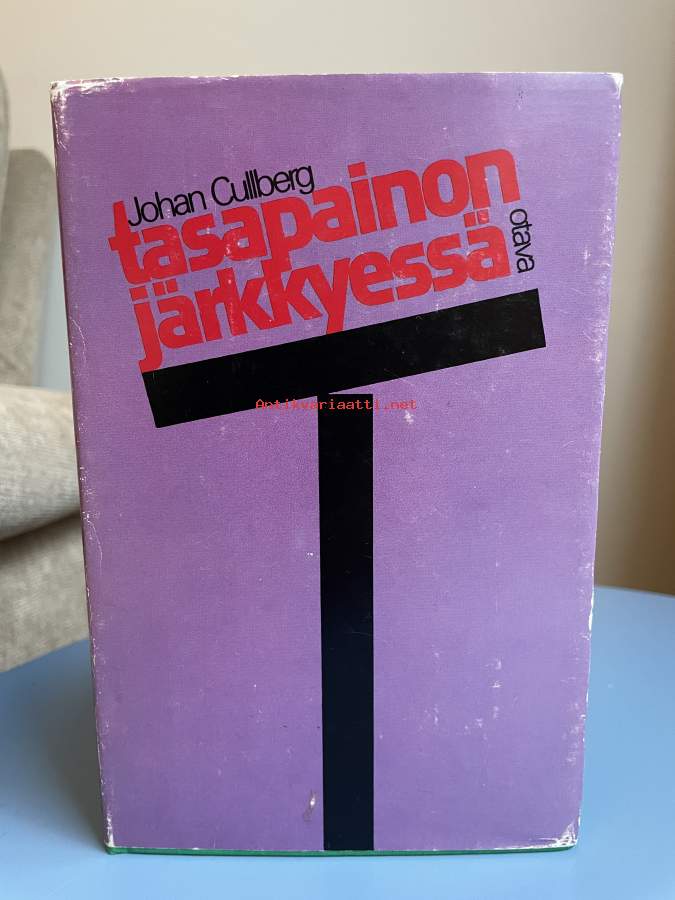 Johan Cullberg
tasapainon
järkkyessä
otava
Antikvariaatti.net